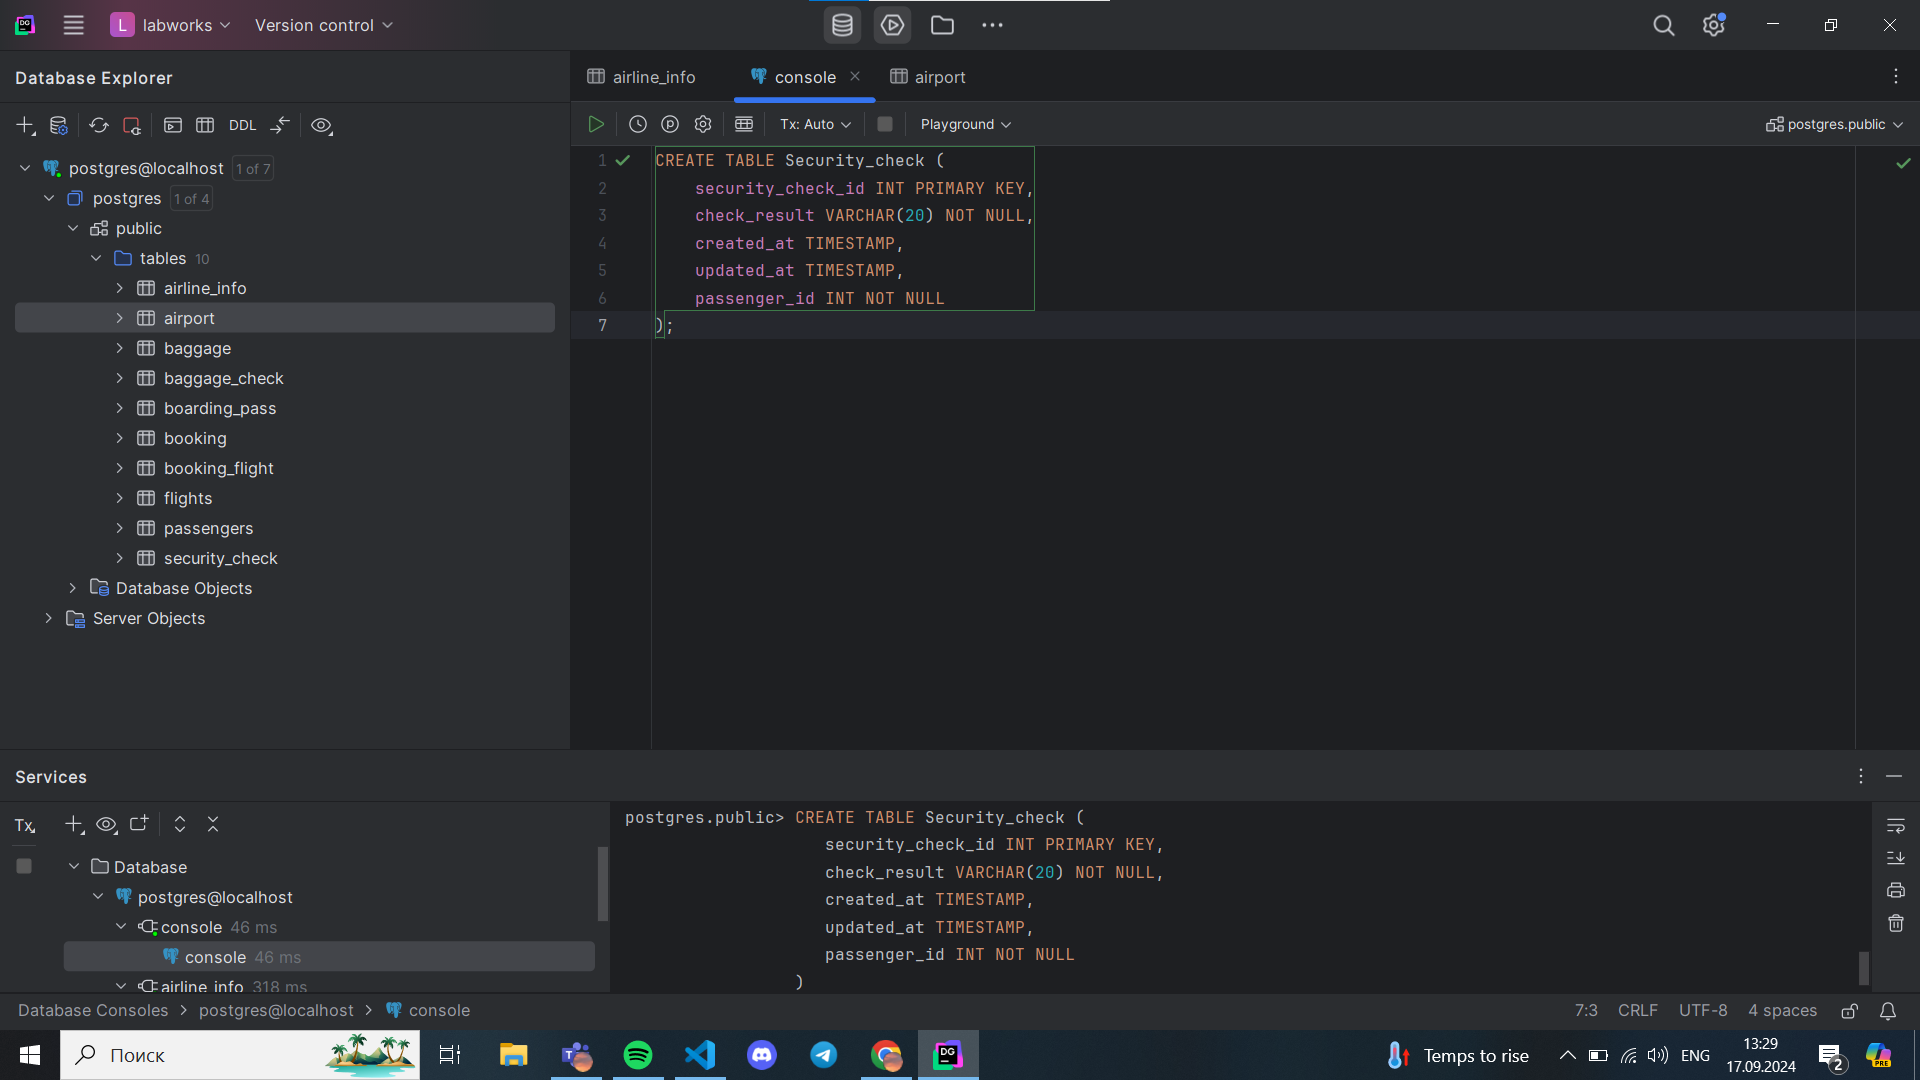 DG
L labworks
Version control
Database Explorer
airline_info
console
airport
DDL
Tx: Auto
Playground
postgres.public
postgres@localhost 1 of 7
postgres 1 of 4
public
tables 10
airline_info
airport
baggage
baggage_check
boarding_pass
booking
booking_flight
flights
passengers
security_check
Database Objects
Server Objects
1 CREATE TABLE Security_check (
2 security_check_id INT PRIMARY KEY,
3 check_result VARCHAR(20) NOT NULL,
4 created_at TIMESTAMP,
5 updated_at TIMESTAMP,
6 passenger_id INT NOT NULL
7 );
Services
Tx
Database
postgres@localhost
console 46 ms
console 46 ms
airline_info 318 ms
postgres.public> CREATE TABLE Security_check (
security_check_id INT PRIMARY KEY,
check_result VARCHAR(20) NOT NULL,
created_at TIMESTAMP,
updated_at TIMESTAMP,
passenger_id INT NOT NULL
)
Database Consoles > postgres@localhost > console
7:3 CRLF UTF-8 4 spaces
Поиск
DG
Temps to rise
ENG
13:29
17.09.2024
2
PRE